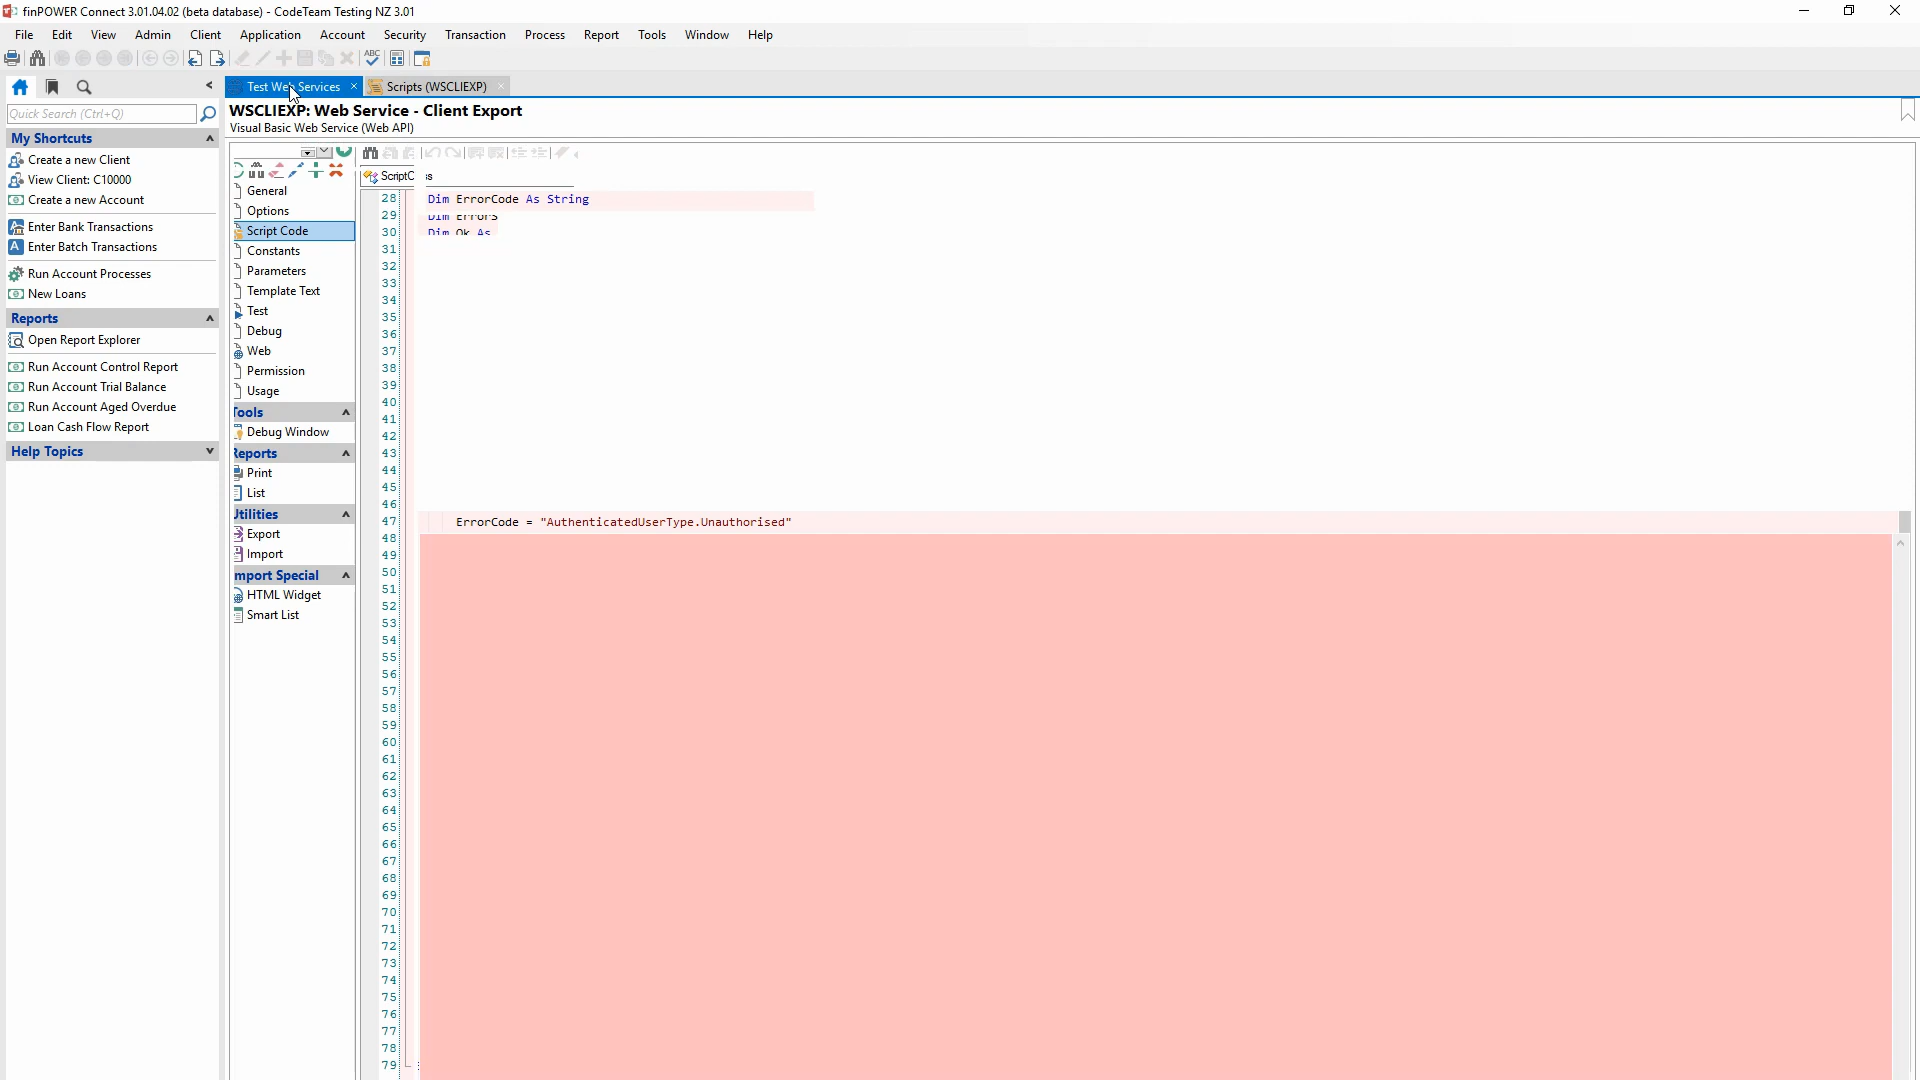 finPOWER Connect 3.01.04.02 (beta database) - CodeTeam Testing NZ 3.01
File Edit View Admin Client Application Account Security Transaction Process Report Tools Window Help
Test Web Services
Scripts (WSCLIEXP)
Quick Search (Ctrl+Q)
My Shortcuts
Create a new Client
View Client: C10000
Create a new Account
Enter Bank Transactions
Enter Batch Transactions
Run Account Processes
New Loans
Reports
Open Report Explorer
Run Account Control Report
Run Account Trial Balance
Run Account Aged Overdue
Loan Cash Flow Report
Help Topics
WSCLIEXP: Web Service - Client Export
Visual Basic Web Service (Web API)
General
Options
Script Code
Constants
Parameters
Template Text
Test
Debug
Web
Permission
Usage
Tools
Debug Window
Reports
Print
List
Utilities
Export
Import
Import Special
HTML Widget
Smart List
ScriptC ss
28 Dim ErrorCode As String
29 Dim ErrorS
30 Dim Ok As
31
32
33
34
35
36
37
38
39
40
41
42
43
44
45
46
47 ErrorCode = "AuthenticatedUserType.Unauthorised"
48
49
50
51
52
53
54
55
56
57
58
59
60
61
62
63
64
65
66
67
68
69
70
71
72
73
74
75
76
77
78
79